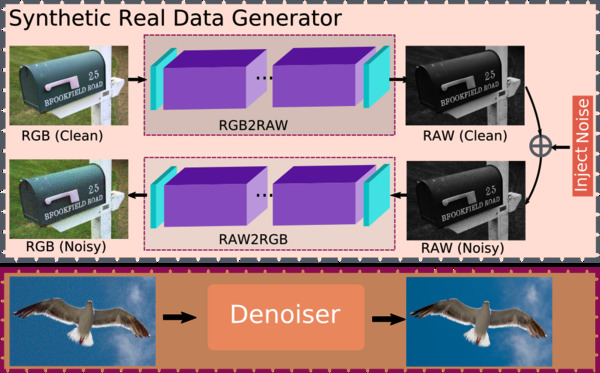 Synthetic Real Data Generator
25
BROOKFIELD ROAD
RGB (Clean)
RGB2RAW
25
BROOKFIELD ROAD
RAW (Clean)
Inject Noise
25
BROOKFIELD ROAD
RGB (Noisy)
RAW2RGB
25
BROOKFIELD ROAD
RAW (Noisy)
Denoiser